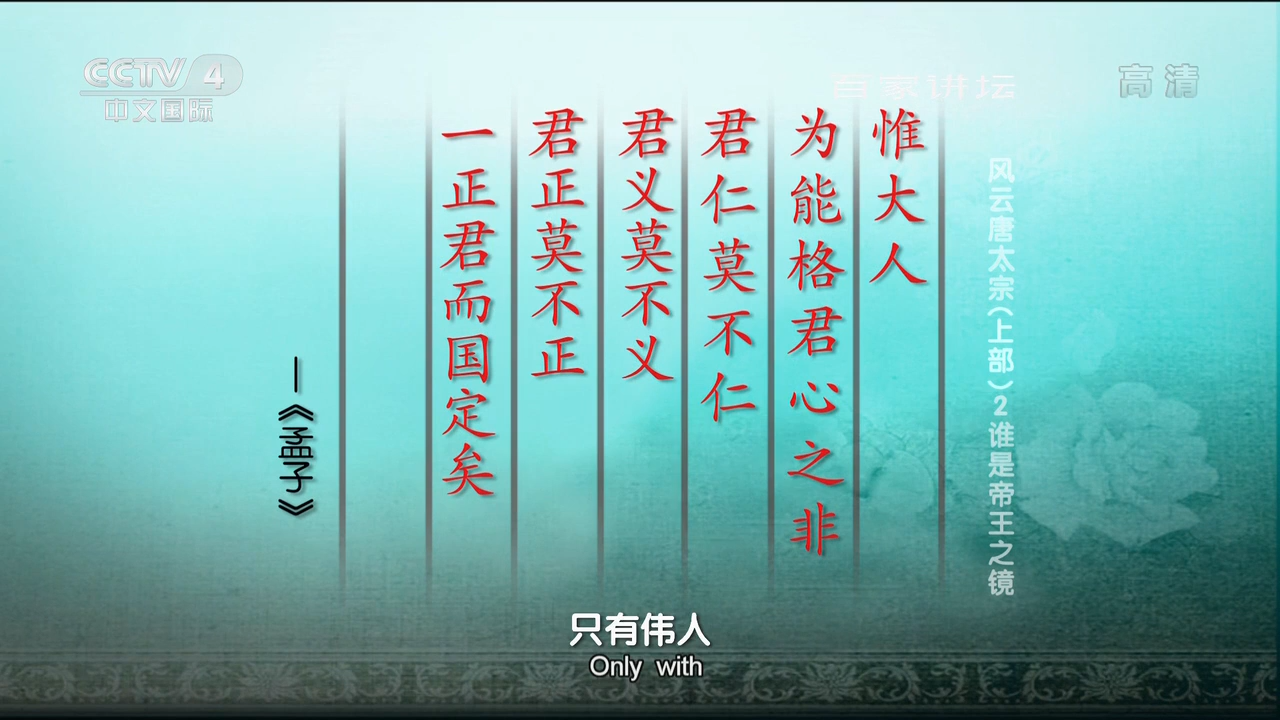 CCTV 4
中文国际
百家讲坛
高清
风云唐太宗（上部）2谁是帝王之镜
惟大人
为能格君心之非
君仁莫不仁
君义莫不义
君正莫不正
一正君而国定矣
—《孟子》
只有伟人
Only with